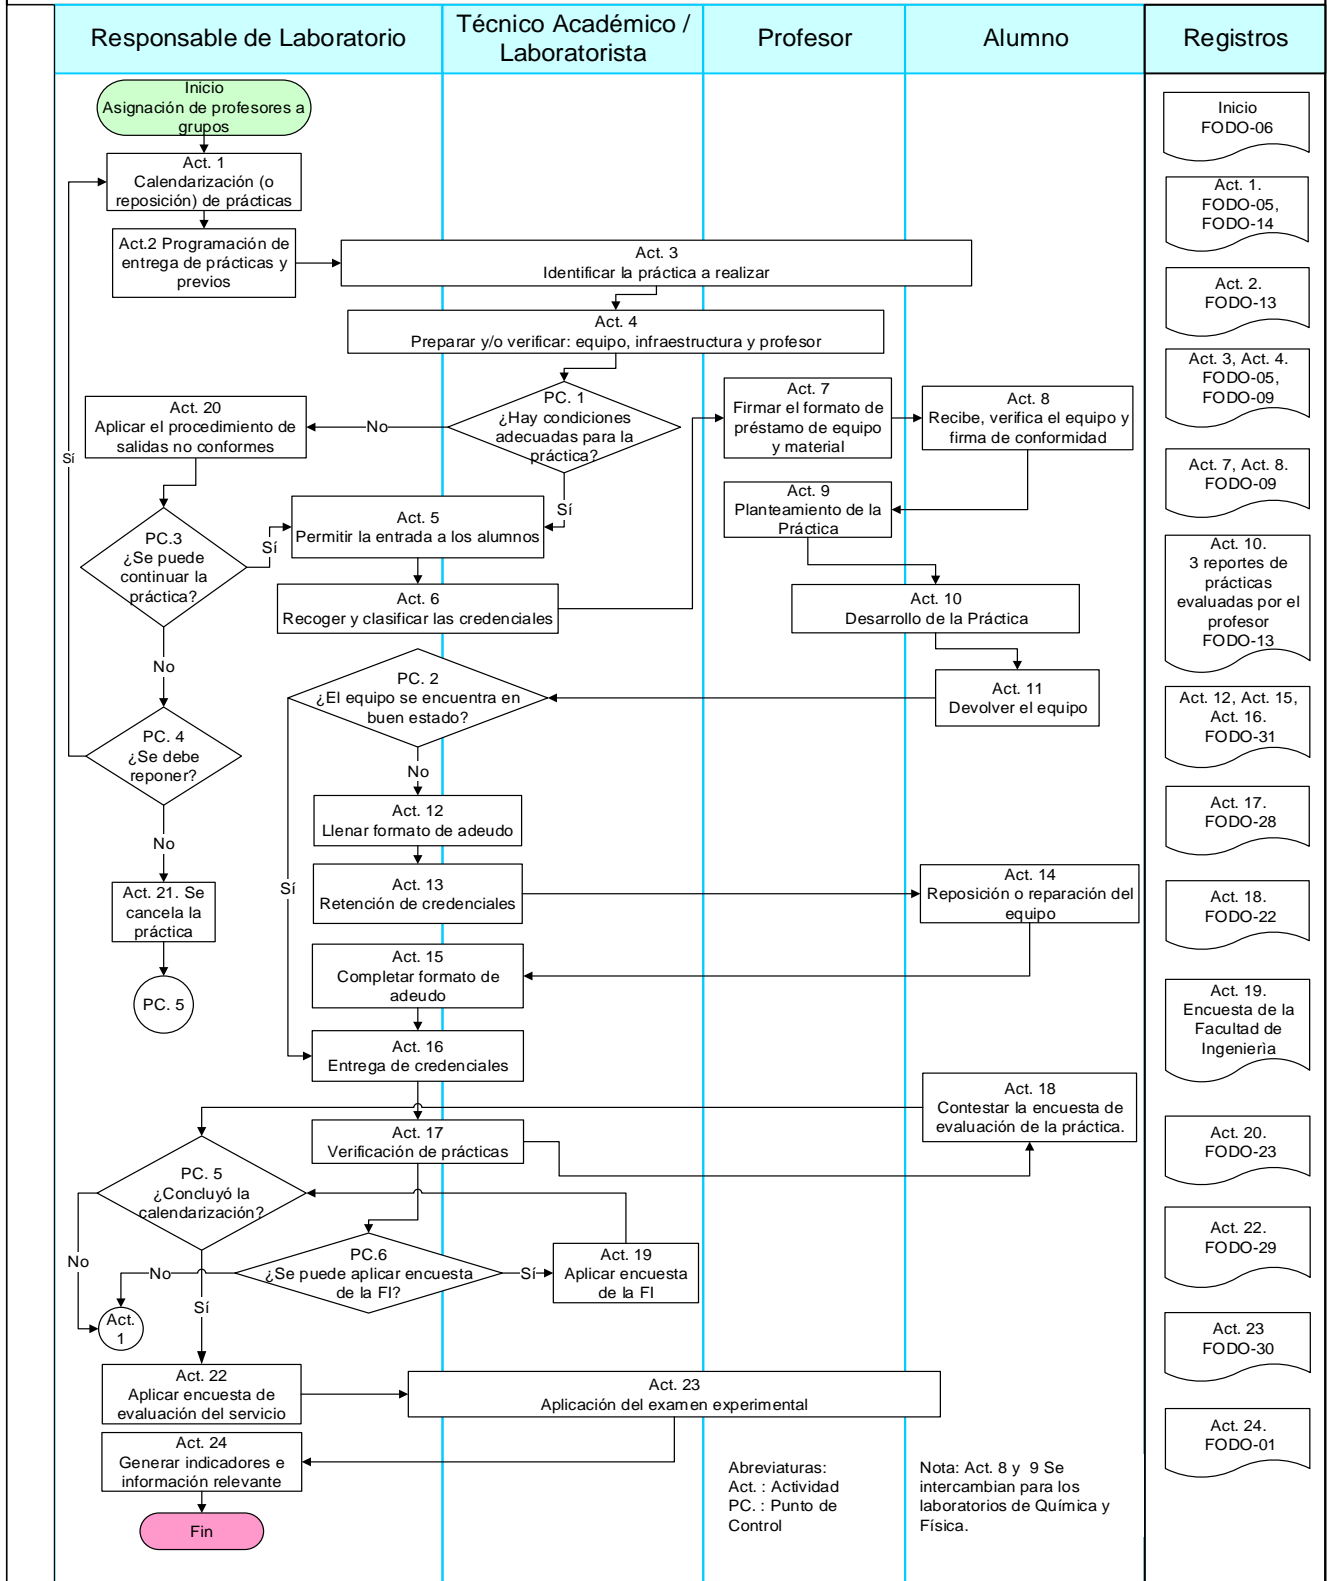 Responsable de Laboratorio
Técnico Académico /
Laboratorista
Profesor
Alumno
Registros
Inicio
Asignación de profesores a
grupos
Act. 1
Calendarización (o
reposición) de prácticas
Act.2 Programación de
entrega de prácticas y
previos
Act. 3
Identificar la práctica a realizar
Act. 4
Preparar y/o verificar: equipo, infraestructura y profesor
PC. 1
¿Hay condiciones
adecuadas para la
práctica?
No
Sí
Act. 20
Aplicar el procedimiento de
salidas no conformes
Sí
Act. 7
Firmar el formato de
préstamo de equipo
y material
Act. 8
Recibe, verifica el equipo y
firma de conformidad
Act. 9
Planteamiento de la
Práctica
PC.3
¿Se puede
continuar la
práctica?
Sí
No
Act. 5
Permitir la entrada a los alumnos
Act. 6
Recoger y clasificar las credenciales
Act. 10
Desarrollo de la Práctica
Act. 11
Devolver el equipo
PC. 2
¿El equipo se encuentra en
buen estado?
No
Sí
PC. 4
¿Se debe
reponer?
No
Act. 12
Llenar formato de adeudo
Act. 13
Retención de credenciales
Act. 14
Reposición o reparación del
equipo
Act. 21. Se
cancela la
práctica
PC. 5
Act. 15
Completar formato de
adeudo
Act. 16
Entrega de credenciales
Act. 17
Verificación de prácticas
Act. 18
Contestar la encuesta de
evaluación de la práctica.
PC. 5
¿Concluyó la
calendarización?
No
Sí
PC.6
¿Se puede aplicar encuesta
de la FI?
No
Sí
Act. 19
Aplicar encuesta
de la FI
Act.
1
Act. 22
Aplicar encuesta de
evaluación del servicio
Act. 23
Aplicación del examen experimental
Act. 24
Generar indicadores e
información relevante
Fin
Abreviaturas:
Act. : Actividad
PC. : Punto de
Control
Nota: Act. 8 y  9 Se
intercambian para los
laboratorios de Química y
Física.
Inicio
FODO-06
Act. 1.
FODO-05,
FODO-14
Act. 2.
FODO-13
Act. 3, Act. 4.
FODO-05,
FODO-09
Act. 7, Act. 8.
FODO-09
Act. 10.
3 reportes de
prácticas
evaluadas por el
profesor
FODO-13
Act. 12, Act. 15,
Act. 16.
FODO-31
Act. 17.
FODO-28
Act. 18.
FODO-22
Act. 19.
Encuesta de la
Facultad de
Ingenierìa
Act. 20.
FODO-23
Act. 22.
FODO-29
Act. 23
FODO-30
Act. 24.
FODO-01